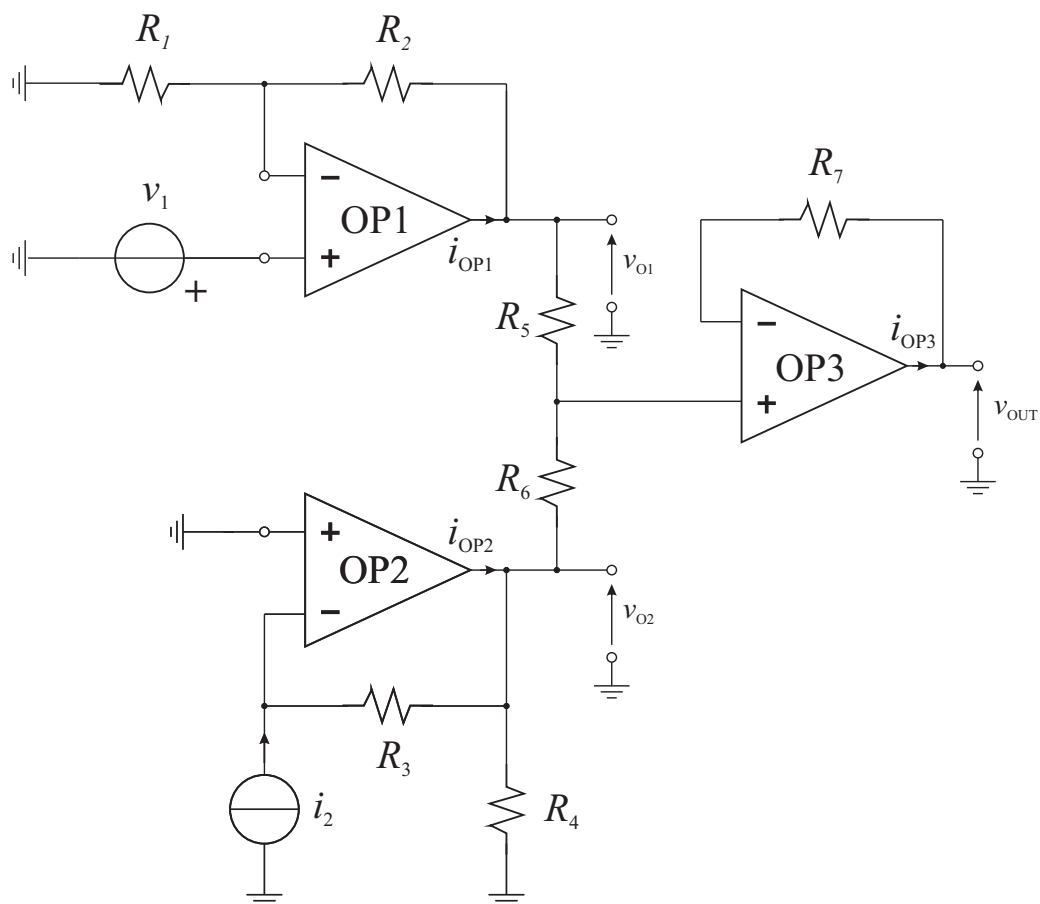 R1 R2
v1
− OP1 +
+
iOP1
vO1
R5
R7
− OP3 +
iOP3
vOUT
R6
+ OP2 −
iOP2
vO2
R3
i2
R4